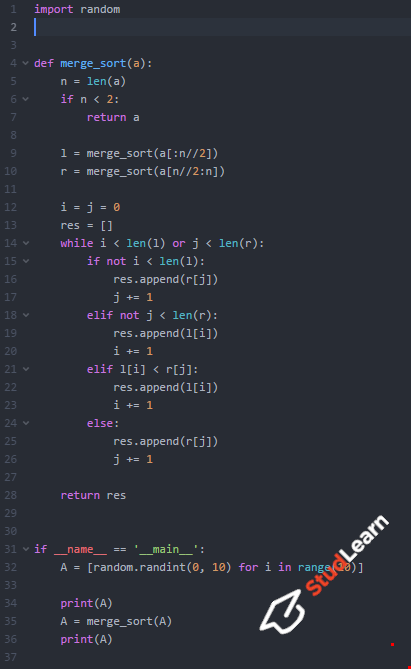 1 import random
2
3
4 def merge_sort(a):
5     n = len(a)
6     if n < 2:
7         return a
8
9     l = merge_sort(a[:n//2])
10     r = merge_sort(a[n//2:n])
11
12     i = j = 0
13     res = []
14     while i < len(l) or j < len(r):
15         if not i < len(l):
16             res.append(r[j])
17             j += 1
18         elif not j < len(r):
19             res.append(l[i])
20             i += 1
21         elif l[i] < r[j]:
22             res.append(l[i])
23             i += 1
24         else:
25             res.append(r[j])
26             j += 1
27
28     return res
29
30
31 if __name__ == '__main__':
32     A = [random.randint(0, 10) for i in range(10)]
33
34     print(A)
35     A = merge_sort(A)
36     print(A)
37
StudLearn